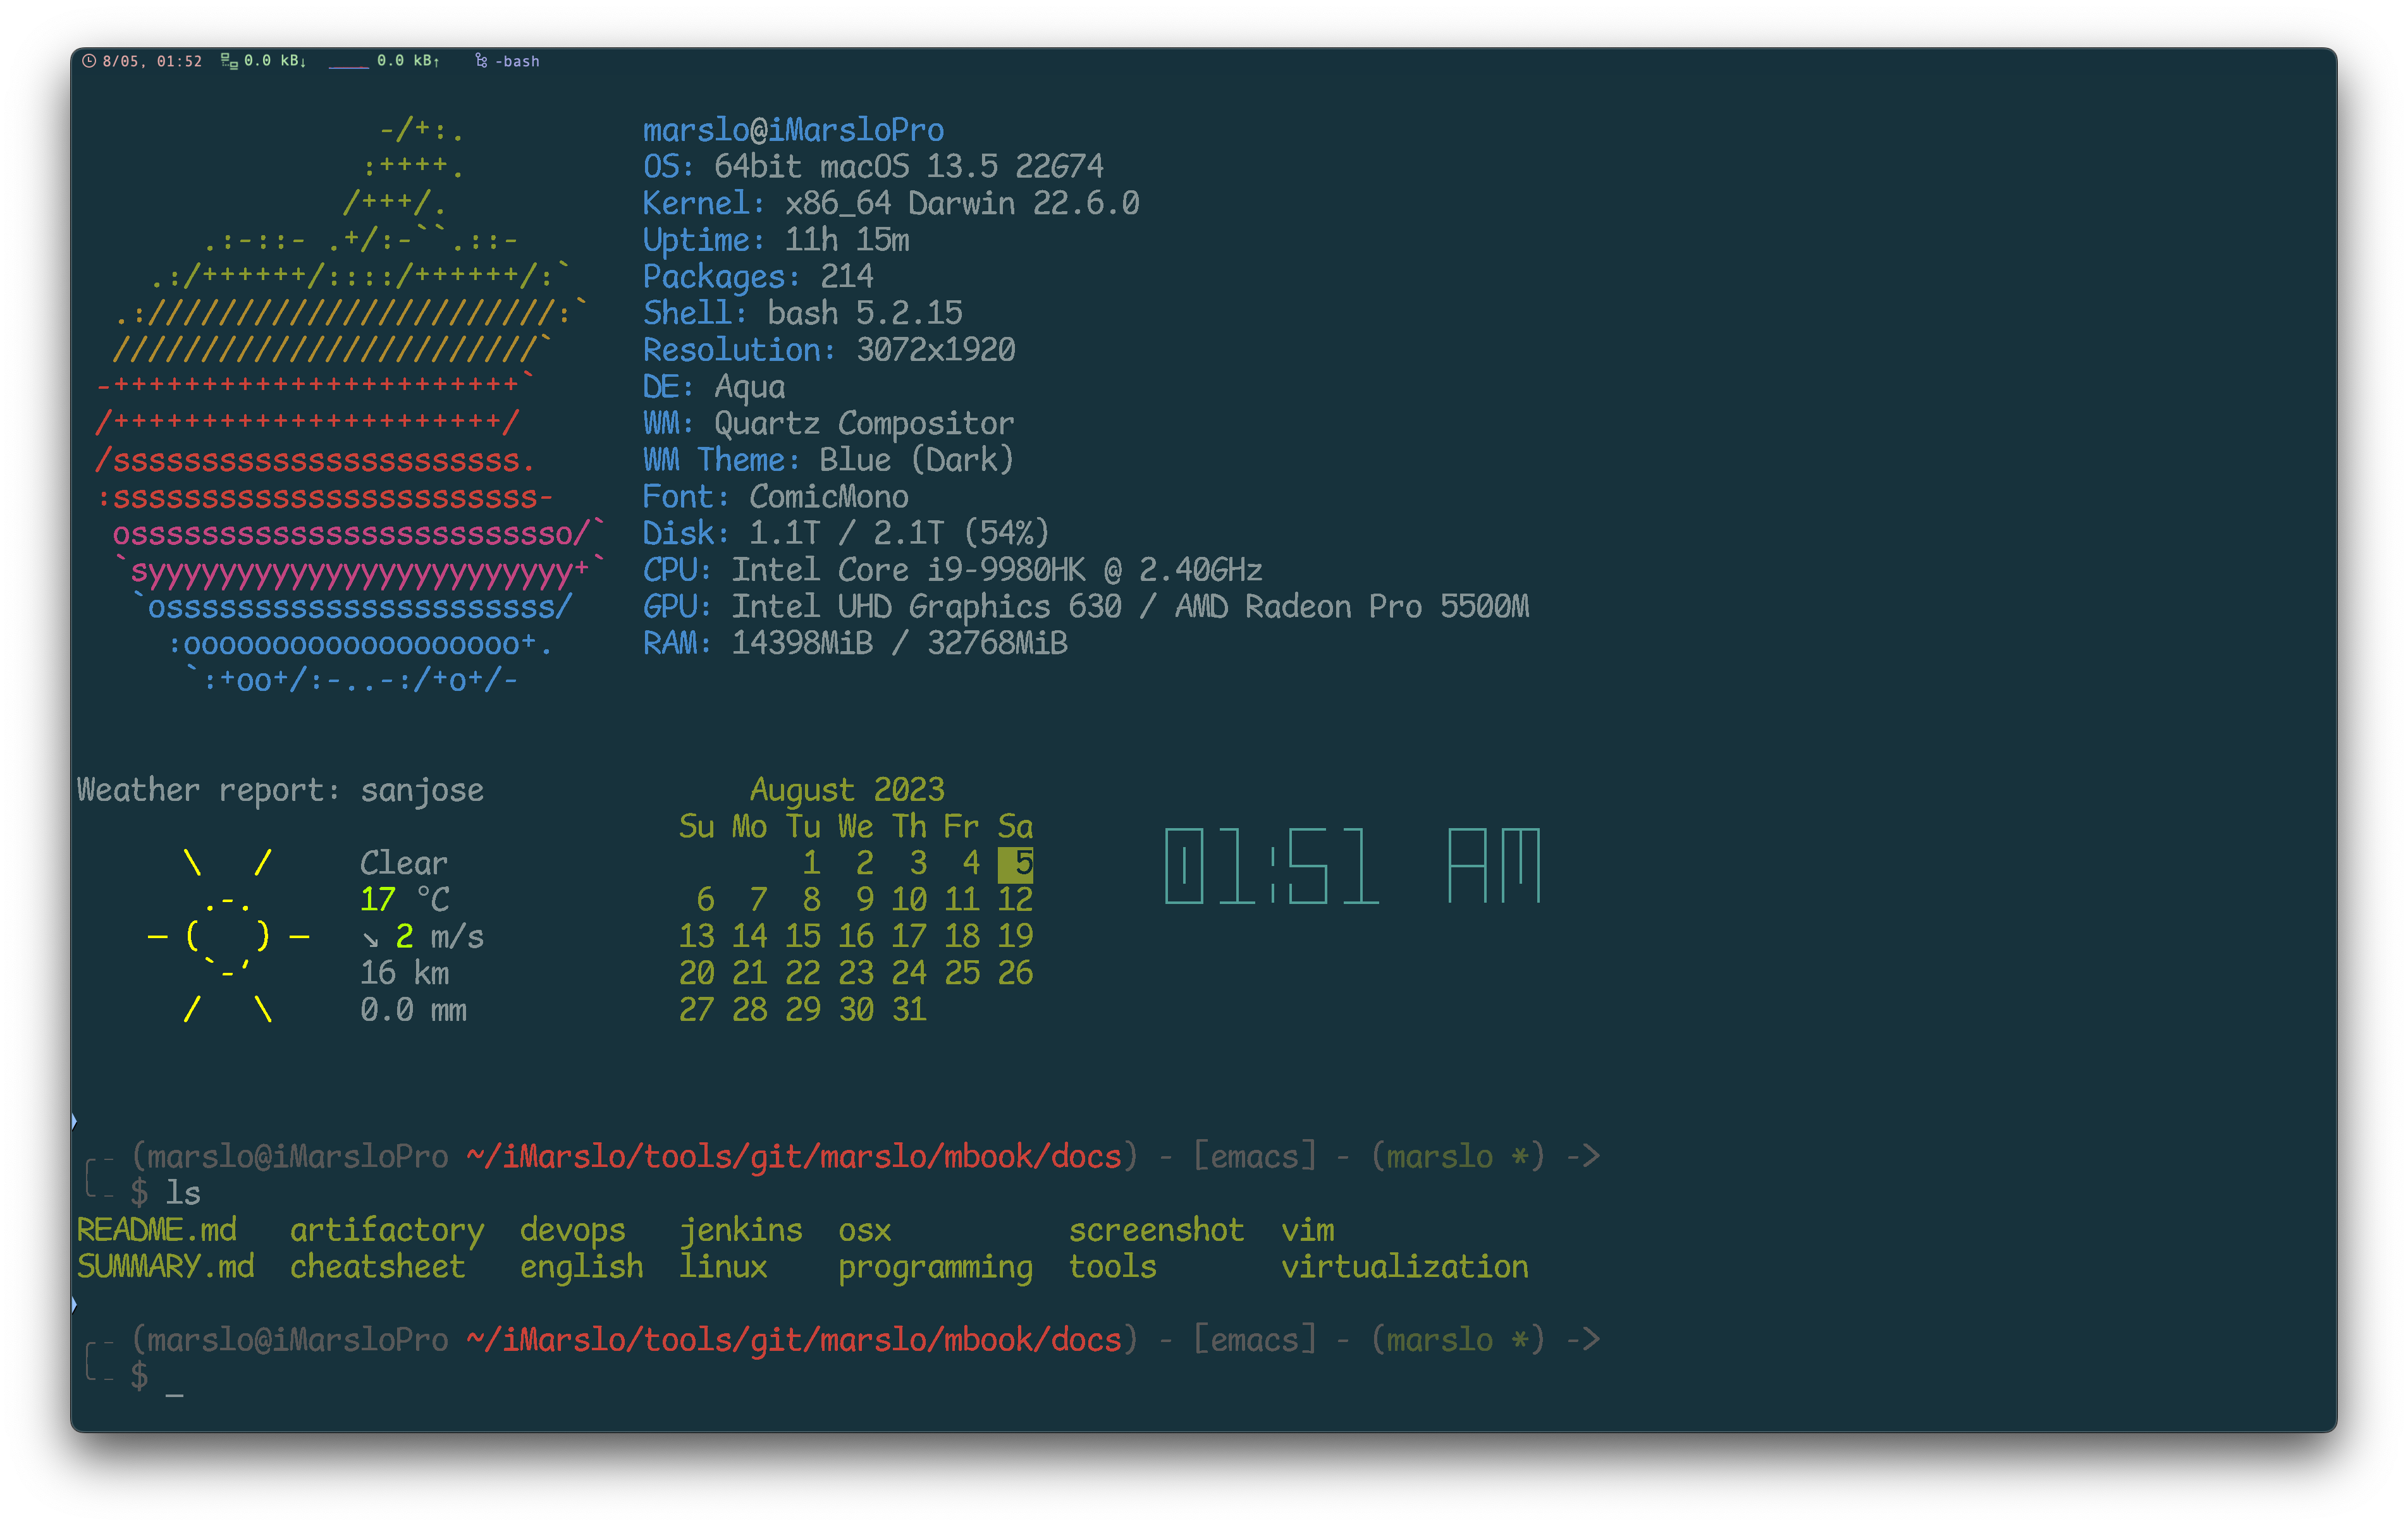 8/05, 01:52 0.0 kB↓ 0.0 kB↑ -bash
                 -/+:.          marslo@iMarsloPro
                :++++.          OS: 64bit macOS 13.5 22G74
               /+++/.           Kernel: x86_64 Darwin 22.6.0
       .:-::- .+/:-``.::-       Uptime: 11h 15m
    .:/++++++/::::/++++++/:`    Packages: 214
  .:///////////////////////:`   Shell: bash 5.2.15
  ////////////////////////`     Resolution: 3072x1920
 -+++++++++++++++++++++++`      DE: Aqua
 /++++++++++++++++++++++/       WM: Quartz Compositor
 /sssssssssssssssssssssss.      WM Theme: Blue (Dark)
 :ssssssssssssssssssssssss-     Font: ComicMono
  osssssssssssssssssssssssso/`  Disk: 1.1T / 2.1T (54%)
  `syyyyyyyyyyyyyyyyyyyyyyyy+`  CPU: Intel Core i9-9980HK @ 2.40GHz
   `ossssssssssssssssssssss/    GPU: Intel UHD Graphics 630 / AMD Radeon Pro 5500M
     :ooooooooooooooooooo+.     RAM: 14398MiB / 32768MiB
      `:+oo+/:-..-:/+o+/-
Weather report: sanjose
Clear
17 °C
↘ 2 m/s
16 km
0.0 mm
August 2023
Su Mo Tu We Th Fr Sa
1 2 3 4 5
6 7 8 9 10 11 12
13 14 15 16 17 18 19
20 21 22 23 24 25 26
27 28 29 30 31
01:51 AM
(marslo@iMarsloPro ~/iMarslo/tools/git/marslo/mbook/docs) - [emacs] - (marslo *) ->
$ ls
README.md artifactory devops jenkins osx screenshot vim
SUMMARY.md cheatsheet english linux programming tools virtualization
(marslo@iMarsloPro ~/iMarslo/tools/git/marslo/mbook/docs) - [emacs] - (marslo *) ->
$ _